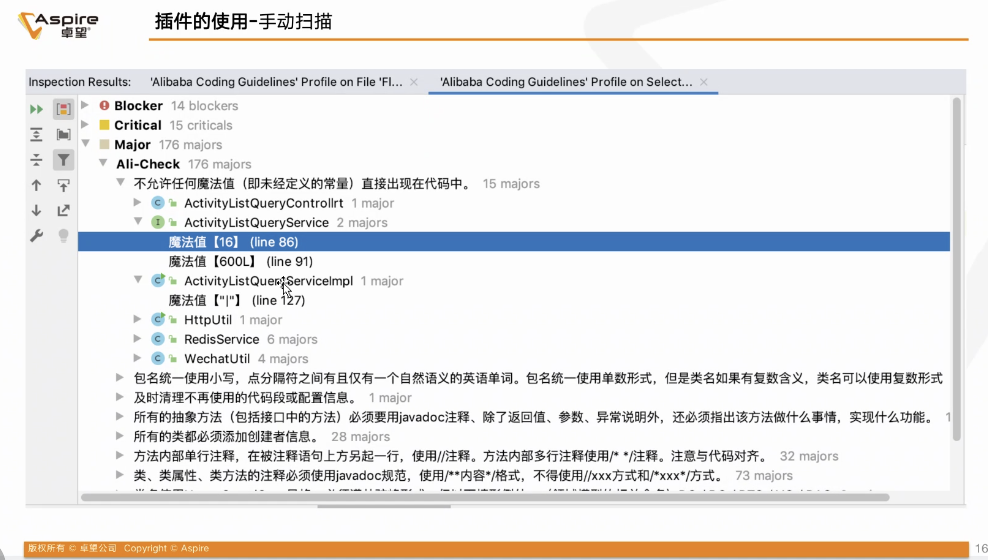 Aspire
卓望
插件的使用-手动扫描
Inspection Results: 'Alibaba Coding Guidelines' Profile on File 'Fl... 'Alibaba Coding Guidelines' Profile on Select...
Blocker 14 blockers
Critical 15 criticals
Major 176 majors
Ali-Check 176 majors
不允许任何魔法值（即未经定义的常量）直接出现在代码中。 15 majors
ActivityListQueryControllrt 1 major
ActivityListQueryService 2 majors
魔法值【16】 (line 86)
魔法值【600L】 (line 91)
ActivityListQueryServiceImpl 1 major
魔法值【"|"】 (line 127)
HttpUtil 1 major
RedisService 6 majors
WechatUtil 4 majors
包名统一使用小写，点分隔符之间有且仅有一个自然语义的英语单词。包名统一使用单数形式，但是类名如果有复数含义，类名可以使用复数形式
及时清理不再使用的代码段或配置信息。 1 major
所有的抽象方法（包括接口中的方法）必须要用javadoc注释、除了返回值、参数、异常说明外，还必须指出该方法做什么事情，实现什么功能。 1
所有的类都必须添加创建者信息。 28 majors
方法内部单行注释，在被注释语句上方另起一行，使用//注释。方法内部多行注释使用/* */注释。注意与代码对齐。 32 majors
类、类属性、类方法的注释必须使用javadoc规范，使用/**内容*/格式，不得使用//xxx方式和/*xxx*/方式。 73 majors
版权所有 © 卓望公司 Copyright © Aspire
16